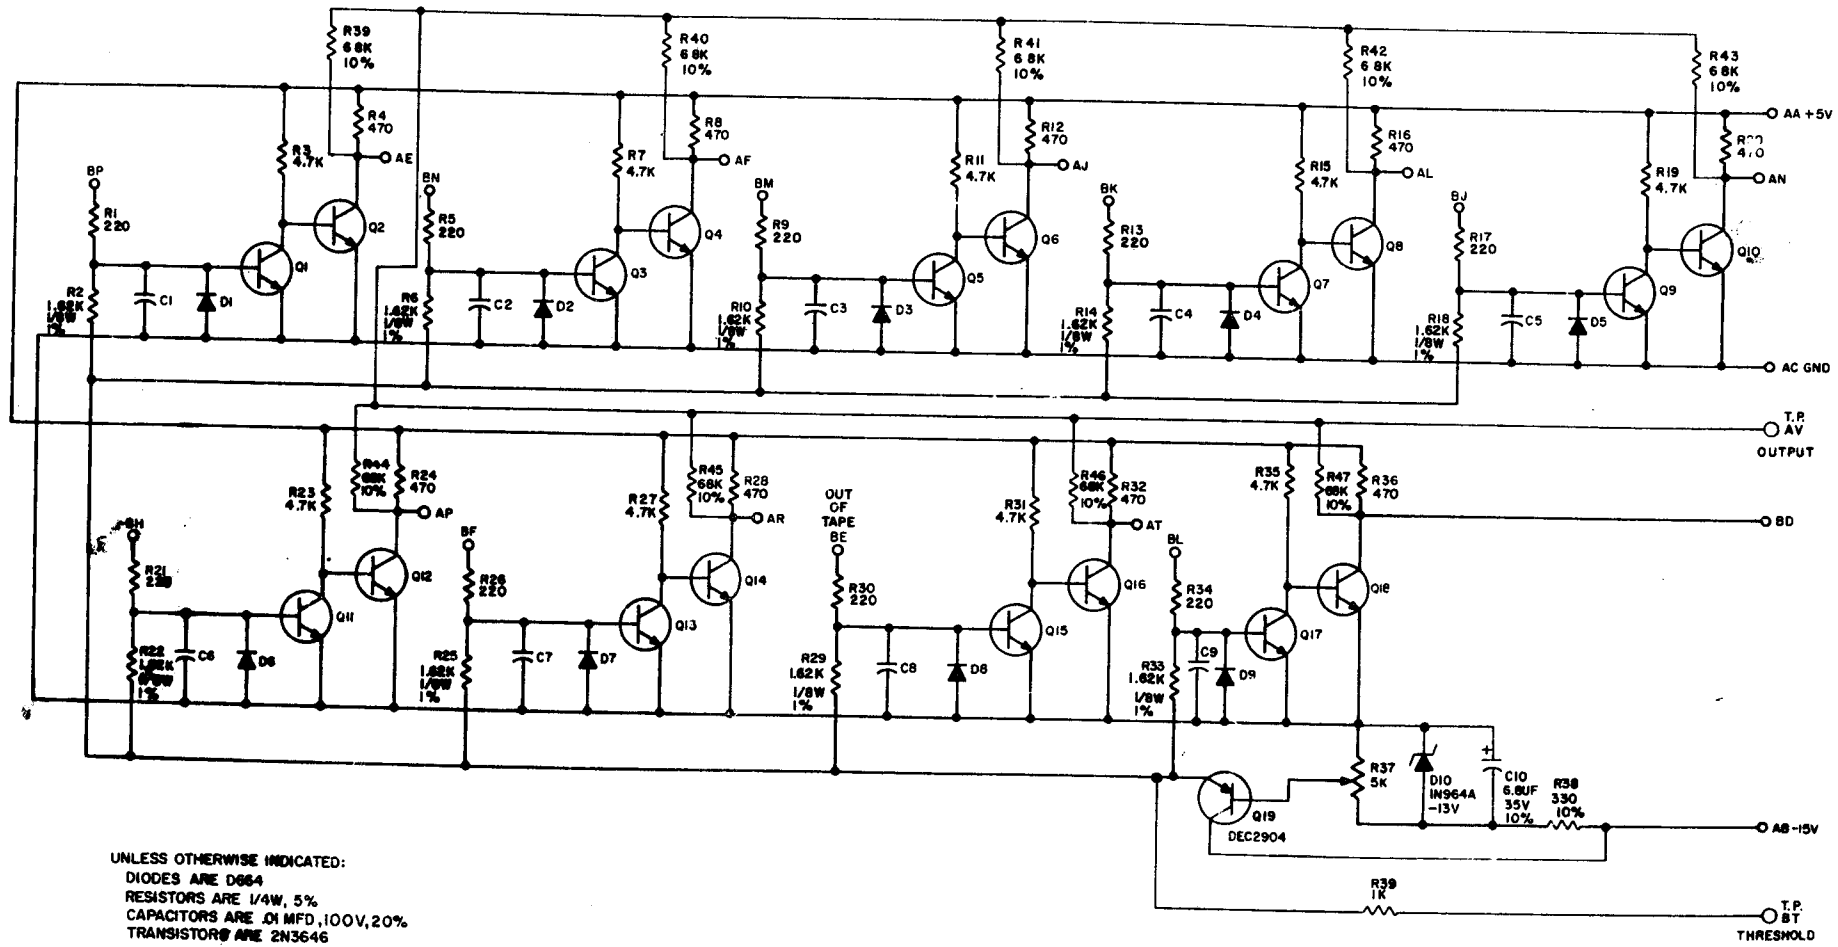 R39
68K
10%
R40
68K
10%
R41
68K
10%
R42
68K
10%
R43
68K
10%
R4
470
R8
470
R12
470
R16
470
AA +5V
R3
4.7K
R7
4.7K
R11
4.7K
R15
4.7K
R19
4.7K
AE
AF
AJ
AL
AN
BP
BN
BM
BK
BJ
R1
220
R5
220
R9
220
R13
220
R17
220
Q2
Q4
Q6
Q8
Q10
Q1
Q3
Q5
Q7
Q9
R2
1.62K
1/8W
1%
C1
D1
R6
1.62K
1/8W
1%
C2
D2
R10
1.62K
1/8W
1%
C3
D3
R14
1.62K
1/8W
1%
C4
D4
R18
1.62K
1/8W
1%
C5
D5
AC GND
T.P.
AV
OUTPUT
R23
4.7K
R44
68K
10%
R24
470
R27
4.7K
R45
68K
10%
R28
470
R31
4.7K
R46
68K
10%
R32
470
R35
4.7K
R47
68K
10%
R36
470
AP
AR
AT
BD
BH
BF
OUT
OF
TAPE
BE
BL
R21
220
R26
220
R30
220
R34
220
Q12
Q14
Q16
Q18
Q11
Q13
Q15
Q17
R22
1.62K
1/8W
1%
C6
D6
R25
1.62K
1/8W
1%
C7
D7
R29
1.62K
1/8W
1%
C8
D8
R33
1.62K
1/8W
1%
C9
D9
Q19
DEC2904
R37
5K
D10
1N964A
-13V
C10
6.8UF
35V
10%
R38
330
10%
AB -15V
R39
1K
T.P.
BT
THRESHOLD
UNLESS OTHERWISE INDICATED:
DIODES ARE D664
RESISTORS ARE 1/4W, 5%
CAPACITORS ARE .01 MFD, 100V, 20%
TRANSISTORS ARE 2N3646